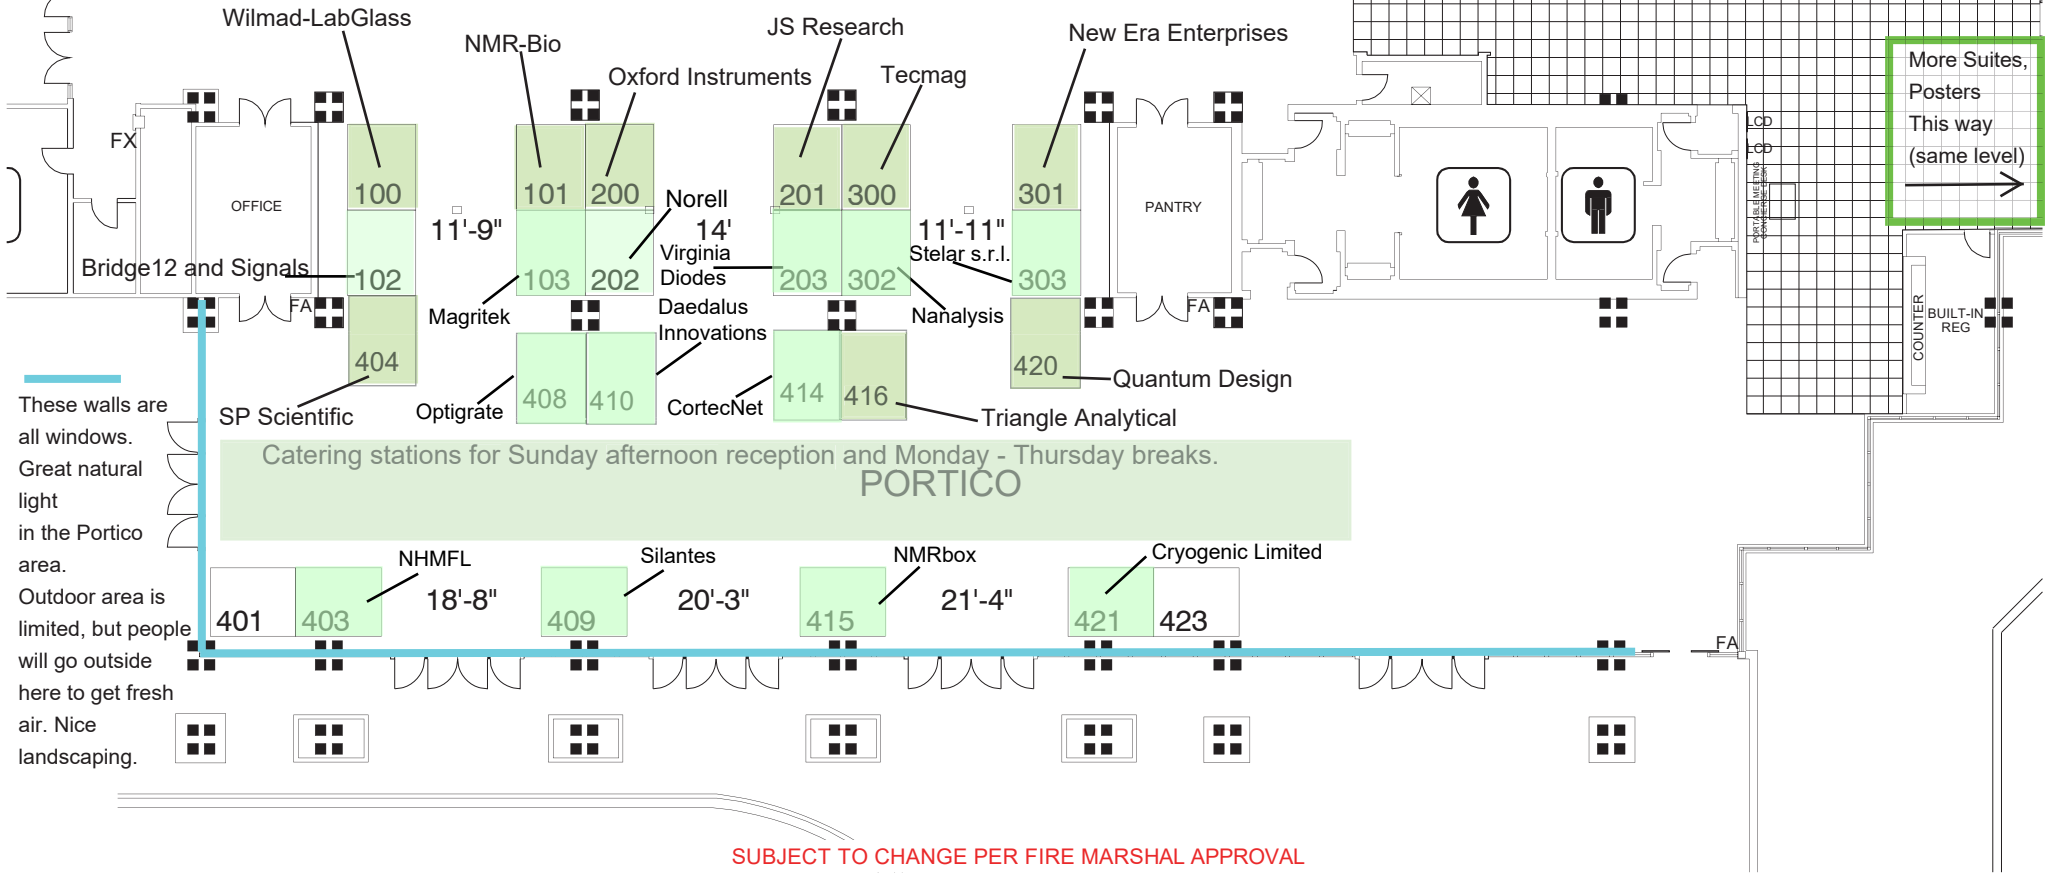 Wilmad-LabGlass
NMR-Bio
JS Research
New Era Enterprises
Oxford Instruments
Tecmag
More Suites,
Posters
This way
(same level)
FX
LCD
LCD
PORTABLE MEETING
CONCIERGE DESK
OFFICE
100
101
200
201
300
301
PANTRY
Norell
11'-9"
14'
11'-11"
Virginia
Diodes
Stelar s.r.l.
Bridge12 and Signals
102
103
202
203
302
303
FA
Magritek
Daedalus
Innovations
Nanalysis
FA
COUNTER
BUILT-IN
REG
404
408
410
414
416
420
Quantum Design
SP Scientific
Optigrate
CortecNet
Triangle Analytical
These walls are
all windows.
Great natural
light
in the Portico
area.
Outdoor area is
limited, but people
will go outside
here to get fresh
air. Nice
landscaping.
Catering stations for Sunday afternoon reception and Monday - Thursday breaks.
PORTICO
NHMFL
Silantes
NMRbox
Cryogenic Limited
401
403
18'-8"
409
20'-3"
415
21'-4"
421
423
FA
SUBJECT TO CHANGE PER FIRE MARSHAL APPROVAL